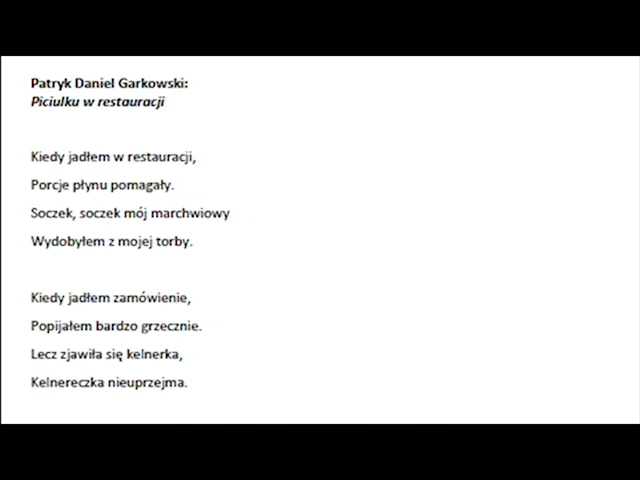 Patryk Daniel Garkowski:
Piciulku w restauracji
Kiedy jadłem w restauracji,
Porcje płynu pomagały.
Soczek, soczek mój marchwiowy
Wydobyłem z mojej torby.
Kiedy jadłem zamówienie,
Popijałem bardzo grzecznie.
Lecz zjawiła się kelnerka,
Kelnereczka nieuprzejma.